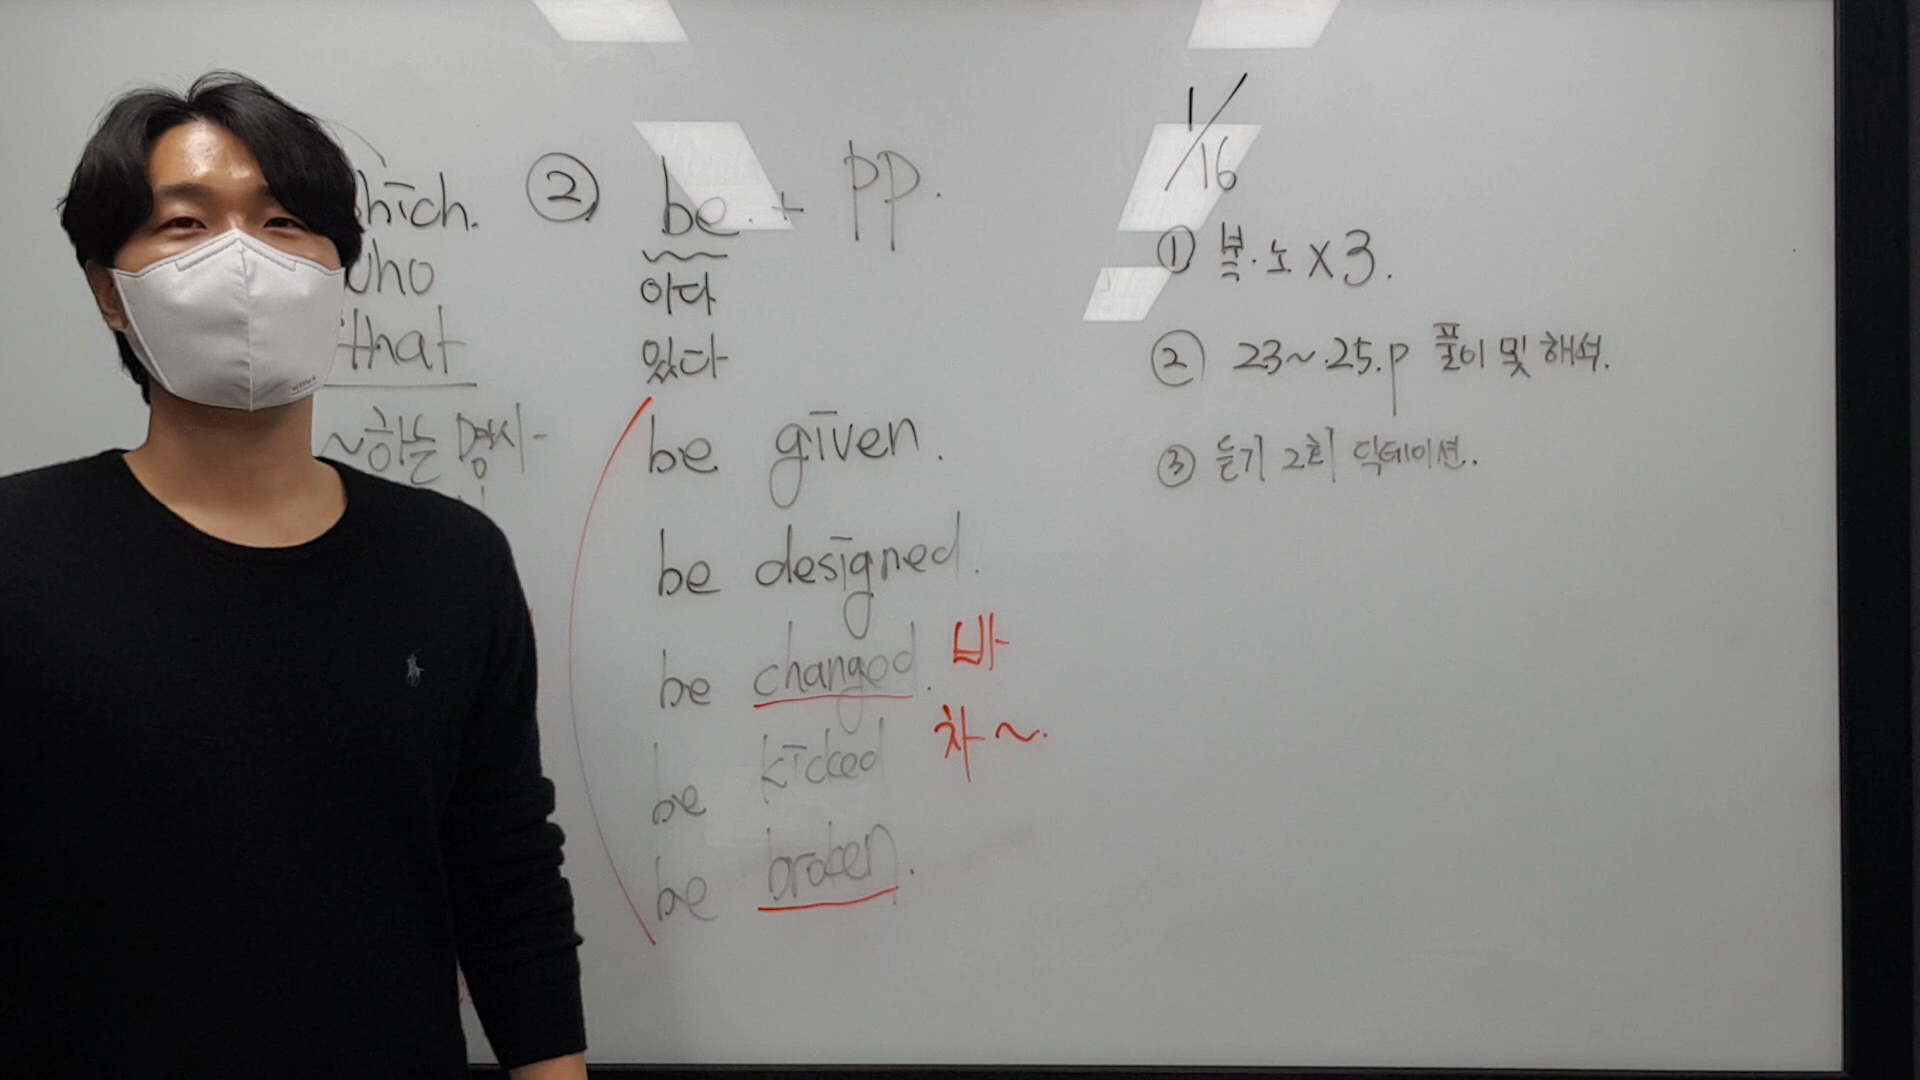 hich.
who
that
~하는 명사-
② be. + PP.
이다
있다
be given.
be designed.
be changed. 바
be kicked 차~.
be broken.
1/16
① 복.노 X3.
② 23~.25.p 풀이 및 해석.
③ 듣기 2회 딕테이션.